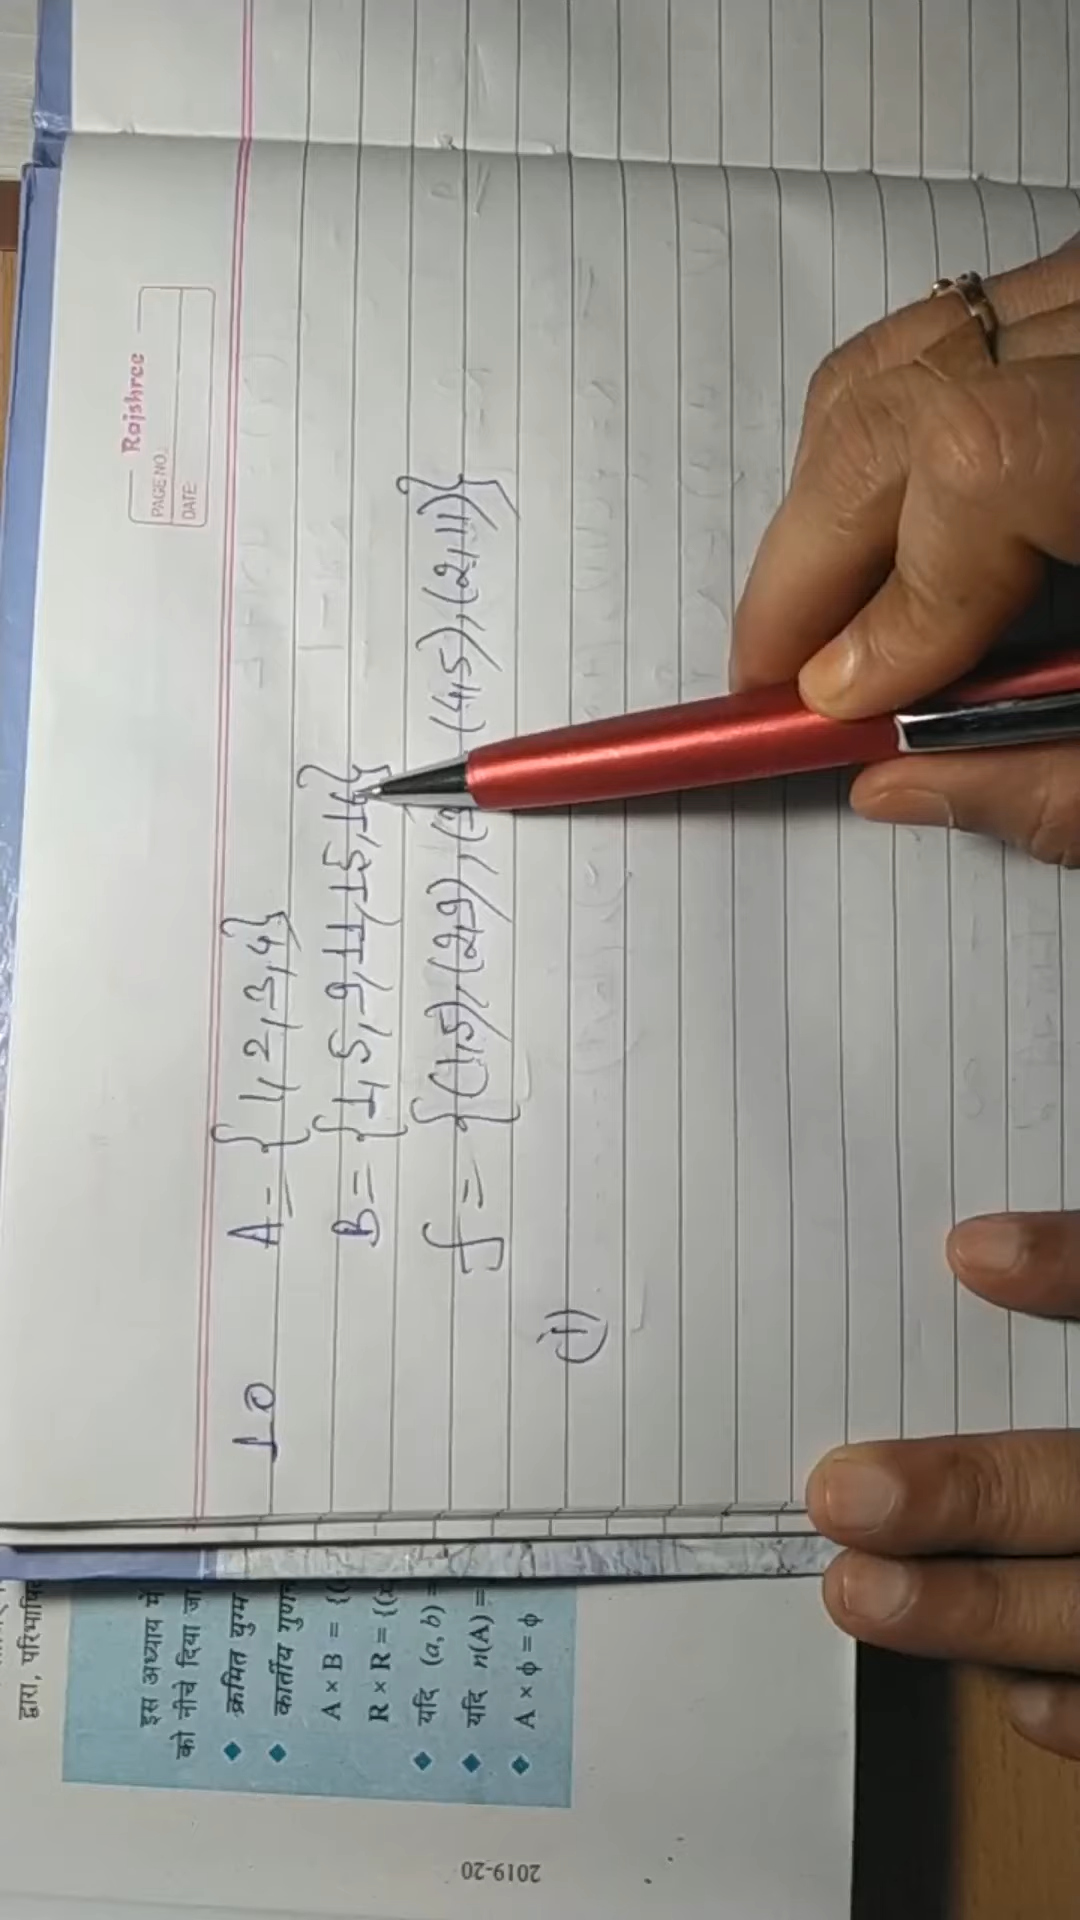 Rajshree
PAGE NO.
DATE
10 A = {1, 2, 3, 4}
B = {1, 5, 9, 11, 15, 16}
f = {(1,5), (2,9), (3 (4,5), (2,11)}
(i)
द्वारा, परिभाषित
इस अध्याय में
को नीचे दिया जा
◆ क्रमित युग्म
◆ कार्तीय गुणन
A × B = {(
R × R = {(x
◆ यदि (a, b) =
◆ यदि n(A) =
◆ A × ϕ = ϕ
2019-20